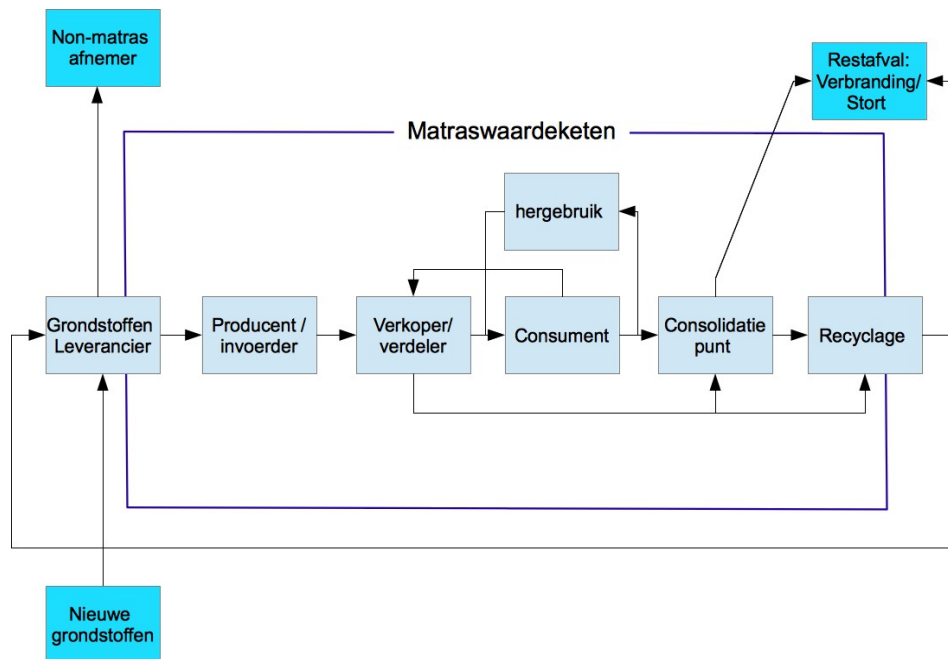 Non-matras
afnemer
Restafval:
Verbranding/
Stort
Matraswaardeketen
hergebruik
Grondstoffen
Leverancier
Producent /
invoerder
Verkoper/
verdeler
Consument
Consolidatie
punt
Recyclage
Nieuwe
grondstoffen